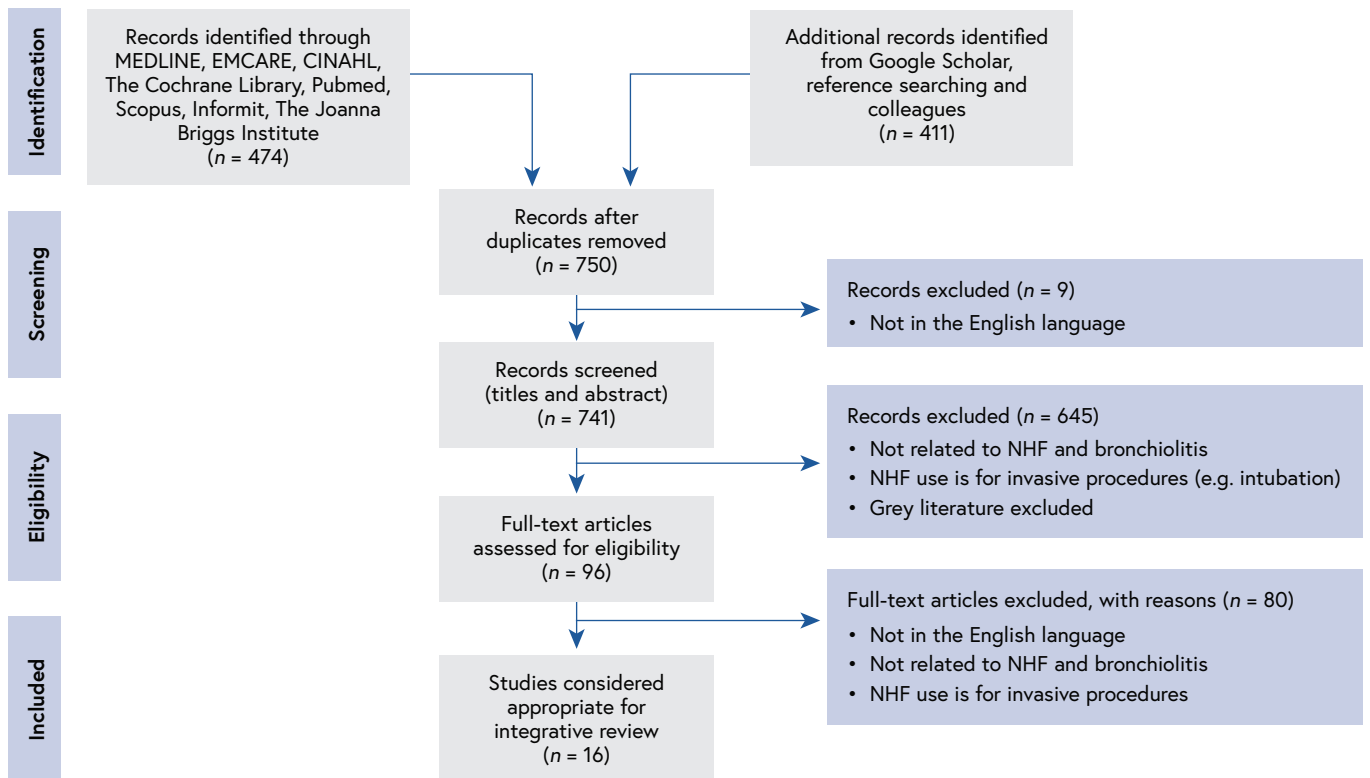 Identification
Records identified through
MEDLINE, EMCARE, CINAHL,
The Cochrane Library, Pubmed,
Scopus, Informit, The Joanna
Briggs Institute
(n = 474)
Additional records identified
from Google Scholar,
reference searching and
colleagues
(n = 411)
Records after
duplicates removed
(n = 750)
Screening
Records excluded (n = 9)
• Not in the English language
Records screened
(titles and abstract)
(n = 741)
Eligibility
Records excluded (n = 645)
• Not related to NHF and bronchiolitis
• NHF use is for invasive procedures (e.g. intubation)
• Grey literature excluded
Full-text articles
assessed for eligibility
(n = 96)
Full-text articles excluded, with reasons (n = 80)
• Not in the English language
• Not related to NHF and bronchiolitis
• NHF use is for invasive procedures
Included
Studies considered
appropriate for
integrative review
(n = 16)